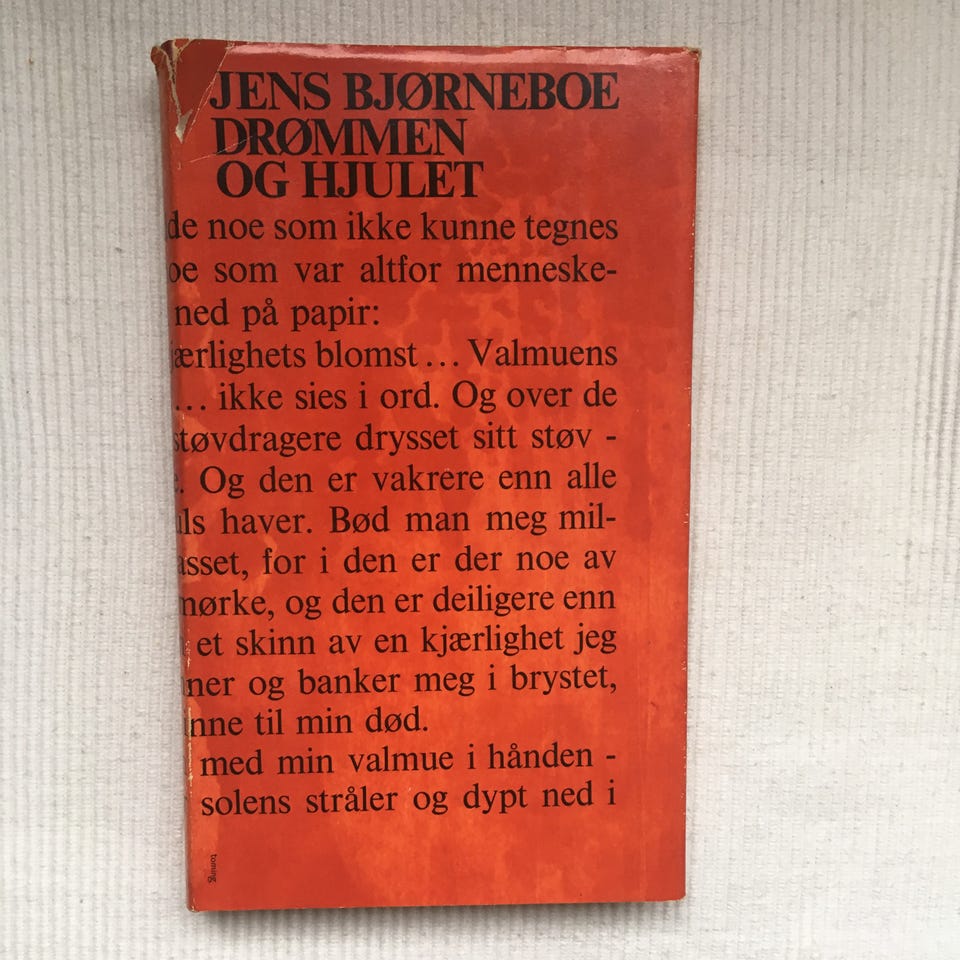 JENS BJØRNEBOE
DRØMMEN
OG HJULET
de noe som ikke kunne tegnes
oe som var altfor menneske-
ned på papir:
ærlighets blomst ... Valmuens
... ikke sies i ord. Og over de
støvdragere drysset sitt støv -
e. Og den er vakrere enn alle
uls haver. Bød man meg mil-
asset, for i den er der noe av
mørke, og den er deiligere enn
et skinn av en kjærlighet jeg
ner og banker meg i brystet,
nne til min død.
med min valmue i hånden -
solens stråler og dypt ned i
toming